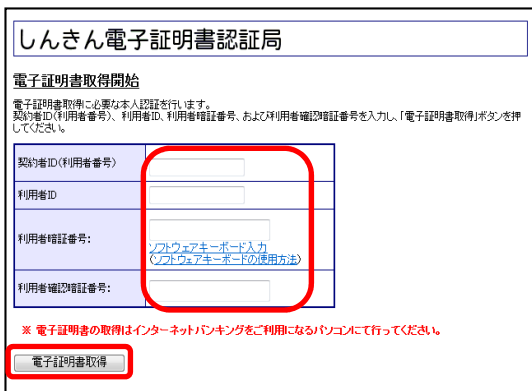 しんきん電子証明書認証局
電子証明書取得開始
電子証明書取得に必要な本人認証を行います。
契約者ID(利用者番号)、利用者ID、利用者暗証番号、および利用者確認暗証番号を入力し、「電子証明書取得」ボタンを押
してください。
契約者ID(利用者番号)
利用者ID
利用者暗証番号:
ソフトウェアキーボード入力
(ソフトウェアキーボードの使用方法)
利用者確認暗証番号:
※ 電子証明書の取得はインターネットバンキングをご利用になるパソコンにて行ってください。
電子証明書取得